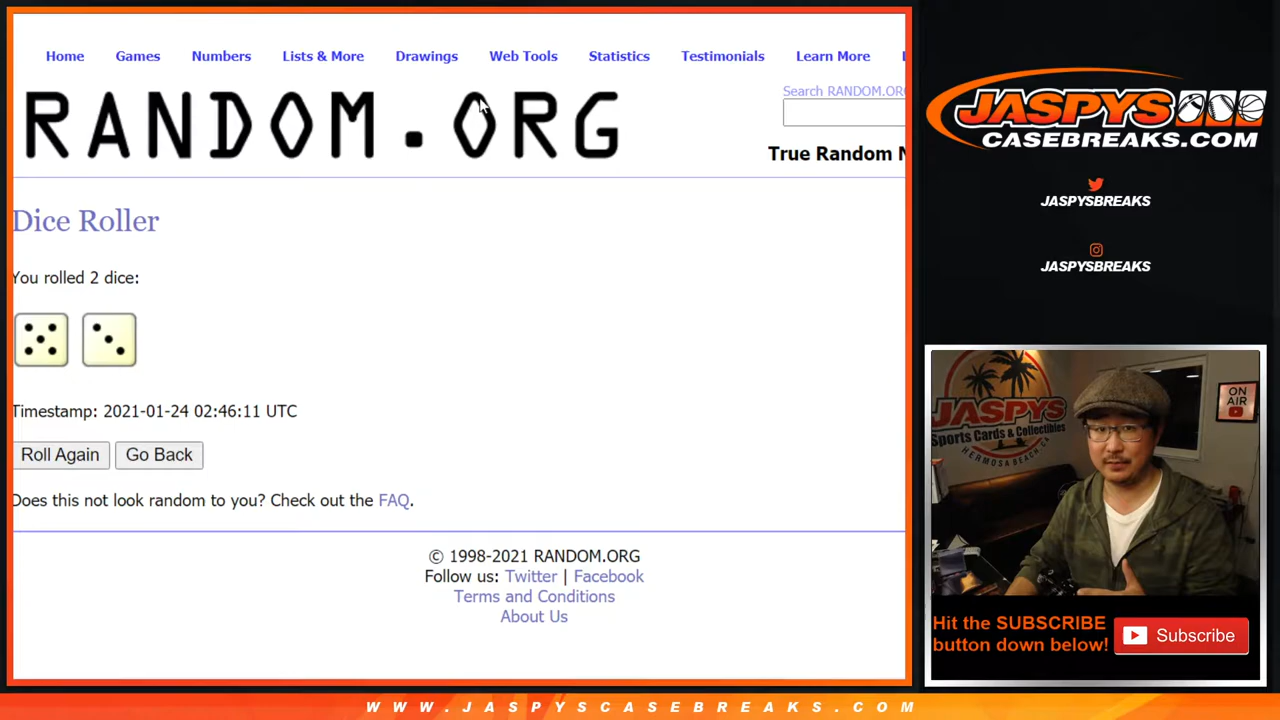 Home Games Numbers Lists & More Drawings Web Tools Statistics Testimonials Learn More
RANDOM.ORG
Search RANDOM.ORG
True Random N
Dice Roller
You rolled 2 dice:
Timestamp: 2021-01-24 02:46:11 UTC
Roll Again Go Back
Does this not look random to you? Check out the FAQ.
© 1998-2021 RANDOM.ORG
Follow us: Twitter | Facebook
Terms and Conditions
About Us
JASPYS
CASEBREAKS.COM
JASPYSBREAKS
JASPYSBREAKS
JASPYS
Sports Cards & Collectibles
HERMOSA BEACH, CA
ON
AIR
Hit the SUBSCRIBE
button down below!
Subscribe
WWW.JASPYSCASEBREAKS.COM